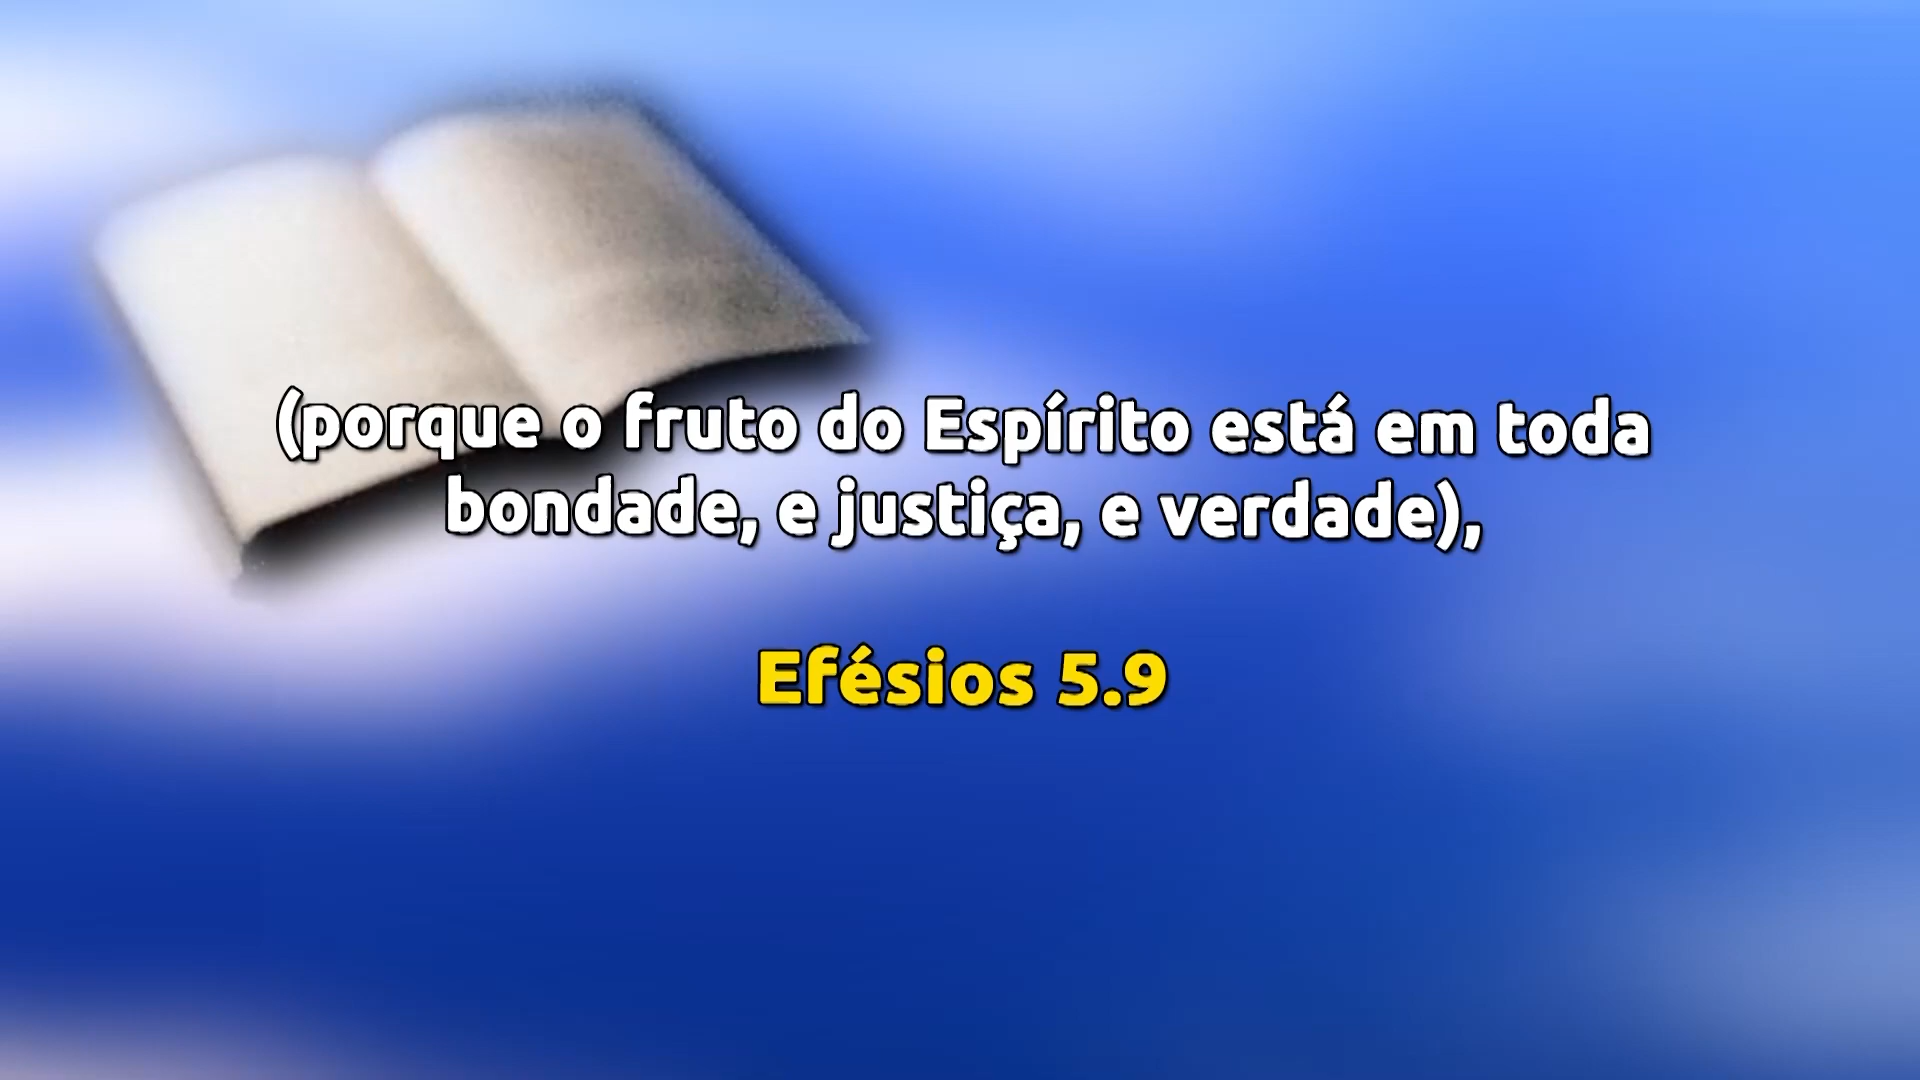 (porque o fruto do Espírito está em toda
bondade, e justiça, e verdade),
Efésios 5.9